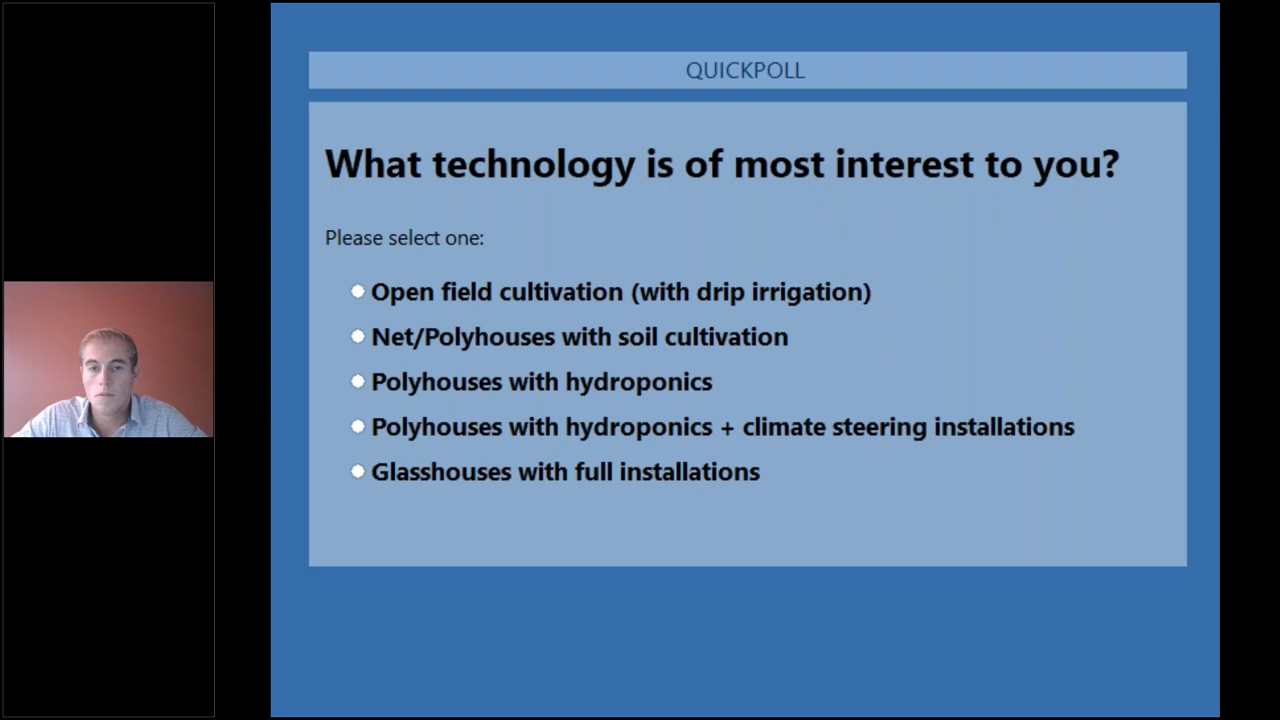 QUICKPOLL
What technology is of most interest to you?
Please select one:
Open field cultivation (with drip irrigation)
Net/Polyhouses with soil cultivation
Polyhouses with hydroponics
Polyhouses with hydroponics + climate steering installations
Glasshouses with full installations